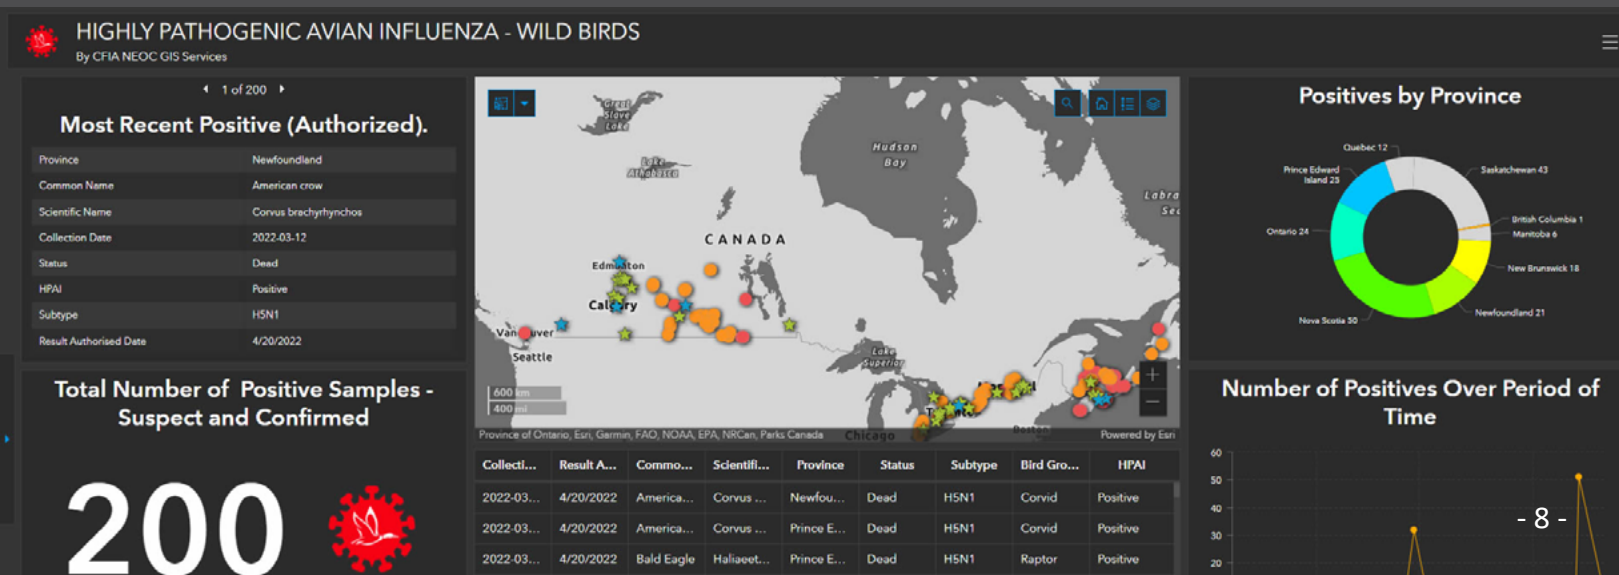 HIGHLY PATHOGENIC AVIAN INFLUENZA - WILD BIRDS
By CFIA NEOC GIS Services
1 of 200
Most Recent Positive (Authorized).
Province Newfoundland
Common Name American crow
Scientific Name Corvus brachyrhynchos
Collection Date 2022-03-12
Status Dead
HPAI Positive
Subtype H5N1
Result Authorised Date 4/20/2022
Total Number of Positive Samples -
Suspect and Confirmed
200
Great
Slave
Lake
Lake
Athabasca
Hudson
Bay
Labra
Sea
CANADA
Edmonton
Calgary
Vancouver
Seattle
Lake
Superior
Toronto
Chicago
Boston
600 km
400 mi
Province of Ontario, Esri, Garmin, FAO, NOAA, EPA, NRCan, Parks Canada
Powered by Esri
Collecti... Result A... Commo... Scientifi... Province Status Subtype Bird Gro... HPAI
2022-03... 4/20/2022 America... Corvus ... Newfou... Dead H5N1 Corvid Positive
2022-03... 4/20/2022 America... Corvus ... Prince E... Dead H5N1 Corvid Positive
2022-03... 4/20/2022 Bald Eagle Haliaeet... Prince E... Dead H5N1 Raptor Positive
Positives by Province
Quebec 12
Prince Edward
Island 25
Saskatchewan 43
British Columbia 1
Manitoba 6
Ontario 24
New Brunswick 18
Newfoundland 21
Nova Scotia 50
Number of Positives Over Period of
Time
60
50
40
30
20
- 8 -